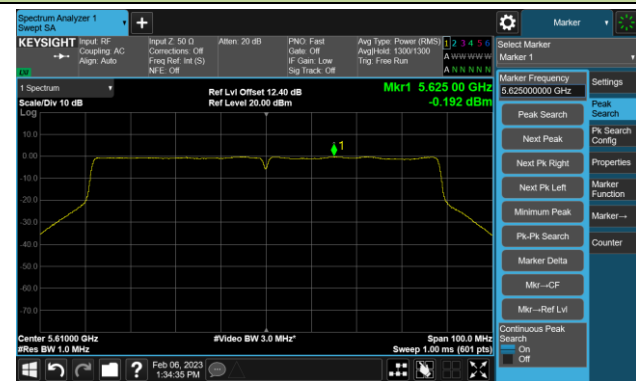 Spectrum Analyzer 1
Swept SA
+
Marker
KEYSIGHT
Input: RF
Coupling: AC
Align: Auto
Input Z: 50 Ω
Corrections: Off
Freq Ref: Int (S)
NFE: Off
Atten: 20 dB
PNO: Fast
Gate: Off
IF Gain: Low
Sig Track: Off
Avg Type: Power (RMS)
Avg|Hold: 1300/1300
Trig: Free Run
1 2 3 4 5 6
A W W W W W
A N N N N N
LXI
Select Marker
Marker 1
1 Spectrum
Scale/Div 10 dB
Log
Ref Lvl Offset 12.40 dB
Ref Level 20.00 dBm
Mkr1 5.625 00 GHz
-0.192 dBm
10.0
0.00
-10.0
-20.0
-30.0
-40.0
-50.0
-60.0
-70.0
1
Center 5.61000 GHz
#Res BW 1.0 MHz
#Video BW 3.0 MHz*
Span 100.0 MHz
Sweep 1.00 ms (601 pts)
Marker Frequency
5.625000000 GHz
Peak Search
Next Peak
Next Pk Right
Next Pk Left
Minimum Peak
Pk-Pk Search
Marker Delta
Mkr→CF
Mkr→Ref Lvl
Continuous Peak
Search
On
Off
Settings
Peak
Search
Pk Search
Config
Properties
Marker
Function
Marker→
Counter
?
Feb 06, 2023
1:34:35 PM